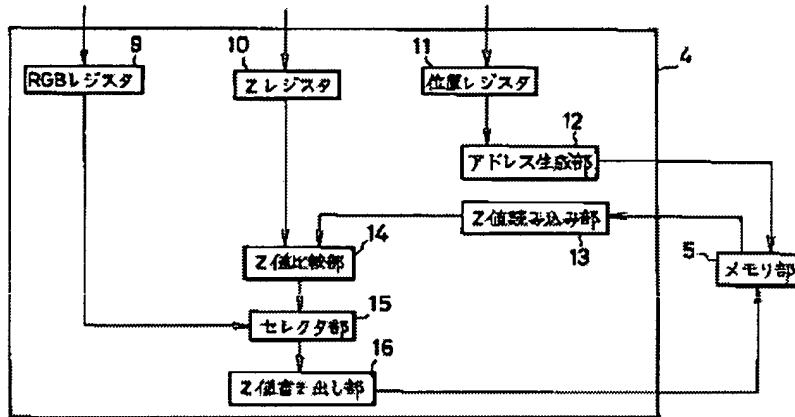 9
10
11
4
RGBレジスタ
Zレジスタ
位置レジスタ
12
アドレス生成部
Z値読み込み部
13
14
Z値比較部
5
メモリ部
15
セレクタ部
16
Z値書き出し部